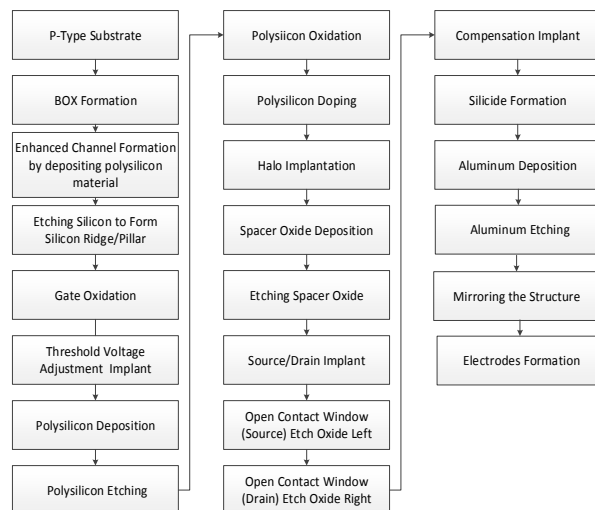 P-Type Substrate
BOX Formation
Enhanced Channel Formation
by depositing polysilicon
material
Etching Silicon to Form
Silicon Ridge/Pillar
Gate Oxidation
Threshold Voltage
Adjustment Implant
Polysilicon Deposition
Polysilicon Etching
Polysiicon Oxidation
Polysilicon Doping
Halo Implantation
Spacer Oxide Deposition
Etching Spacer Oxide
Source/Drain Implant
Open Contact Window
(Source) Etch Oxide Left
Open Contact Window
(Drain) Etch Oxide Right
Compensation Implant
Silicide Formation
Aluminum Deposition
Aluminum Etching
Mirroring the Structure
Electrodes Formation